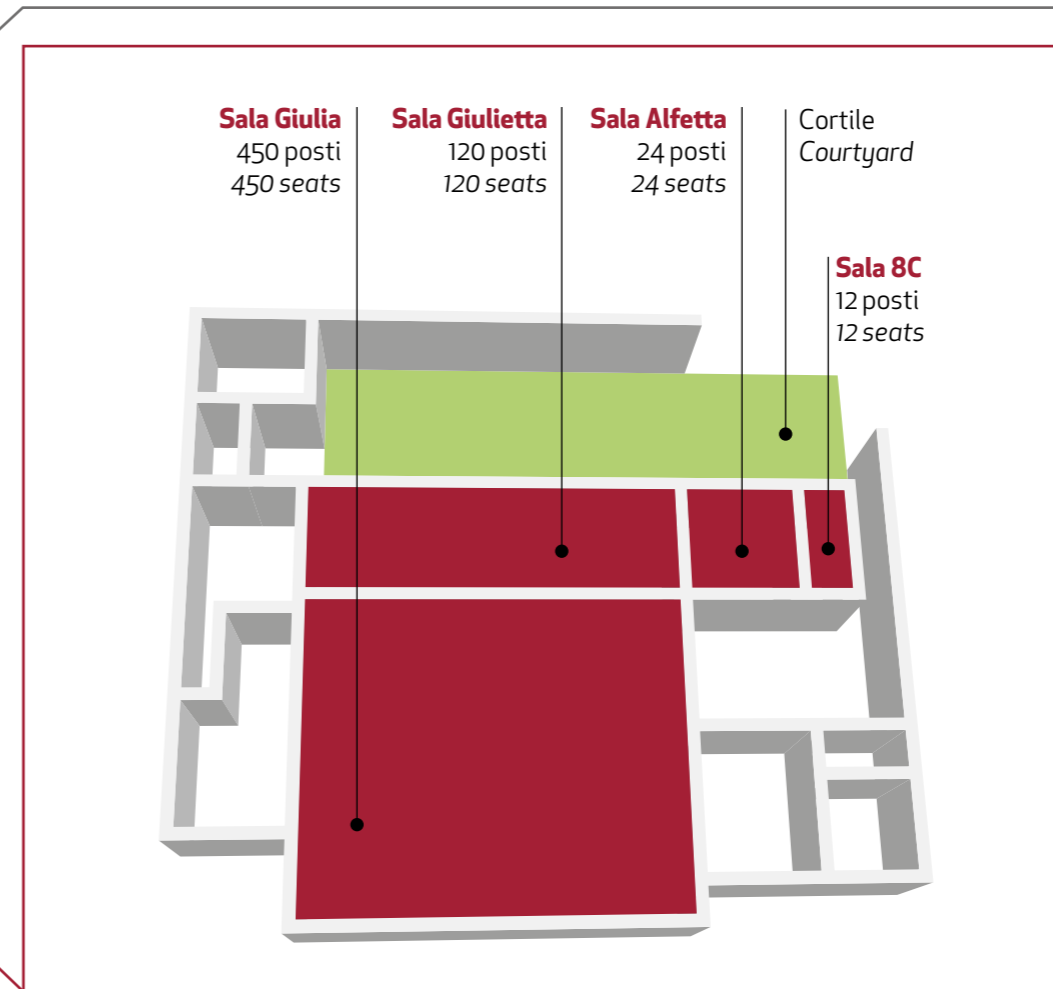 Sala Giulia
450 posti
450 seats
Sala Giulietta
120 posti
120 seats
Sala Alfetta
24 posti
24 seats
Cortile
Courtyard
Sala 8C
12 posti
12 seats